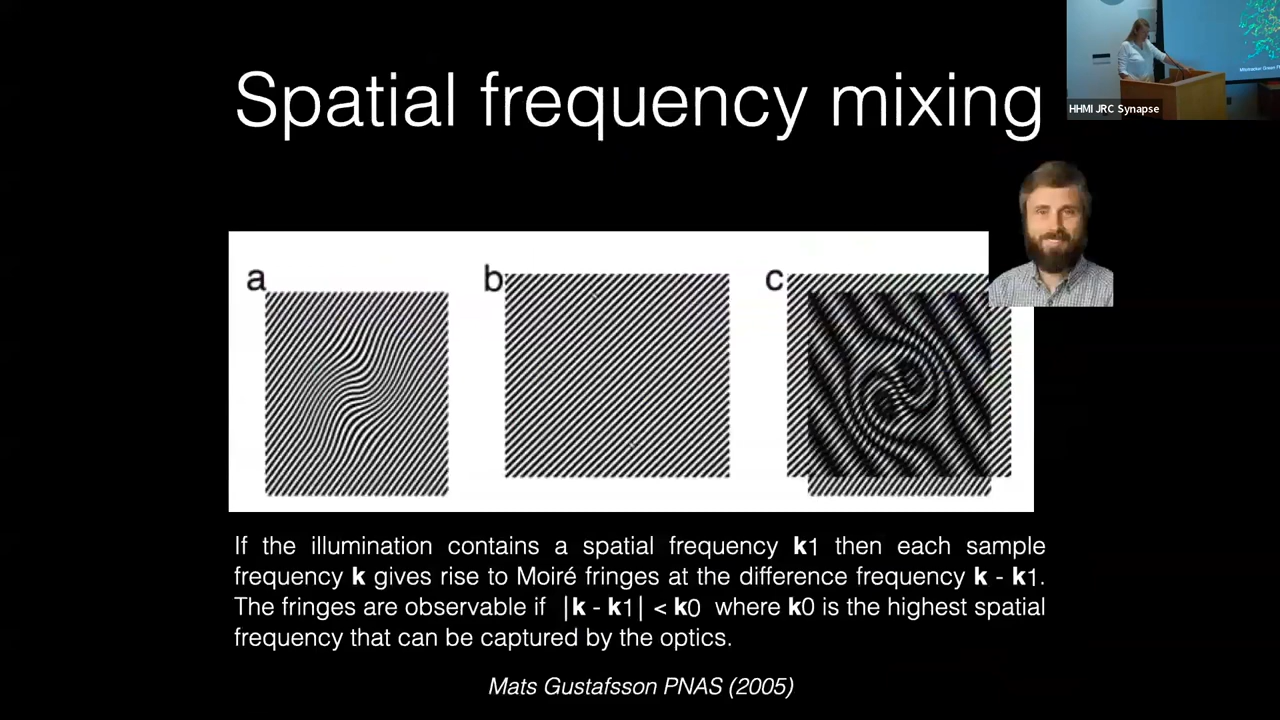 Spatial frequency mixing
HHMI JRC Synapse
a
b
c
If the illumination contains a spatial frequency k1 then each sample
frequency k gives rise to Moiré fringes at the difference frequency k - k1.
The fringes are observable if |k - k1| < k0 where k0 is the highest spatial
frequency that can be captured by the optics.
Mats Gustafsson PNAS (2005)